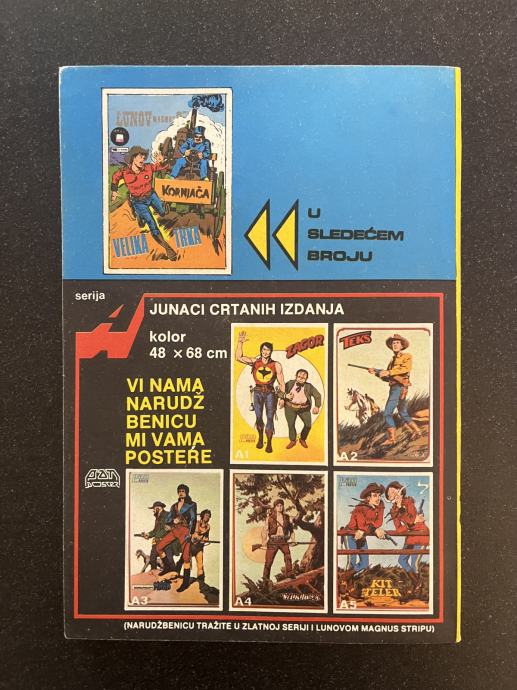 LUNOV MAGNUS
KORNJAČA
VELIKA TRKA
U
SLEDEĆEM
BROJU
serija
A
JUNACI CRTANIH IZDANJA
kolor
48 × 68 cm
VI NAMA
NARUDŽ
BENICU
MI VAMA
POSTERE
ZAGOR
A1
TEKS
A2
A3
A4
KIT
TELER
A5
(NARUDŽBENICU TRAŽITE U ZLATNOJ SERIJI I LUNOVOM MAGNUS STRIPU)